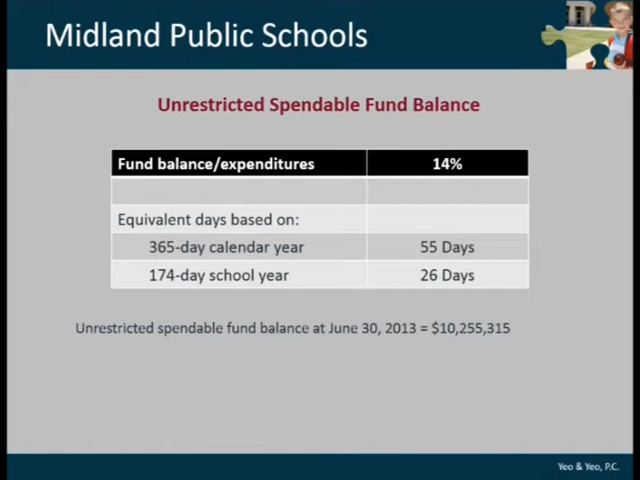 Midland Public Schools
Unrestricted Spendable Fund Balance
Fund balance/expenditures 14%
Equivalent days based on:
365-day calendar year 55 Days
174-day school year 26 Days
Unrestricted spendable fund balance at June 30, 2013 = $10,255,315
Yeo & Yeo, P.C.